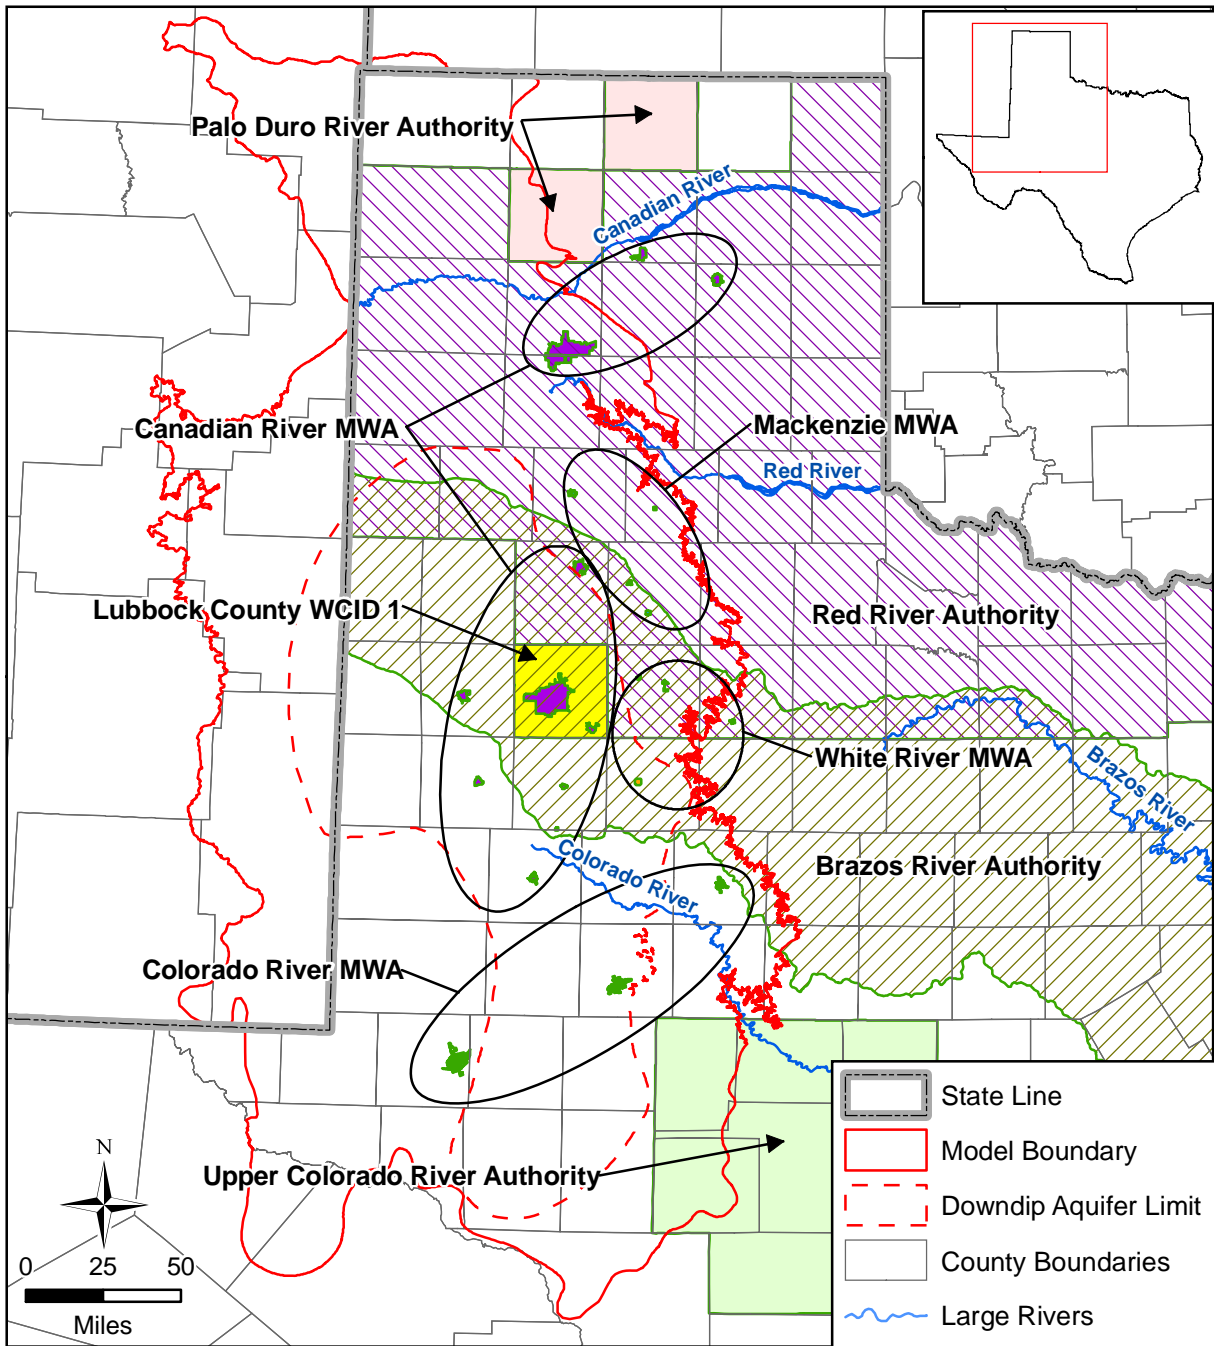 Palo Duro River Authority
Canadian River
Canadian River MWA
Mackenzie MWA
Red River
Lubbock County WCID 1
Red River Authority
White River MWA
Brazos River
Colorado River
Brazos River Authority
Colorado River MWA
Upper Colorado River Authority
N
0 25 50
Miles
State Line
Model Boundary
Downdip Aquifer Limit
County Boundaries
Large Rivers